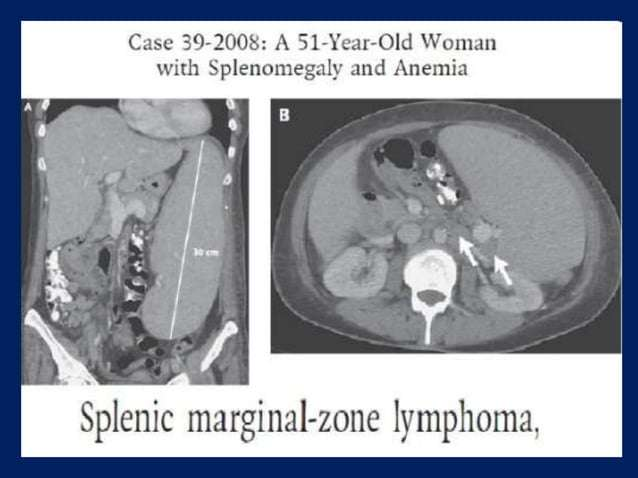 Case 39-2008: A 51-Year-Old Woman
with Splenomegaly and Anemia
A
B
30 cm
Splenic marginal-zone lymphoma,